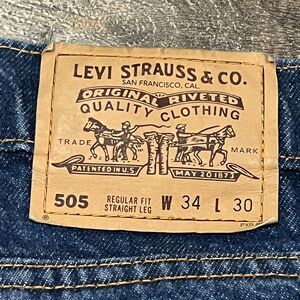 LEVI STRAUSS & CO.
SAN FRANCISCO, CAL.
ORIGINAL RIVETED
QUALITY CLOTHING
TRADE MARK
PATENTED IN U.S. MAY 20 1873
505 REGULAR FIT STRAIGHT LEG W 34 L 30
®